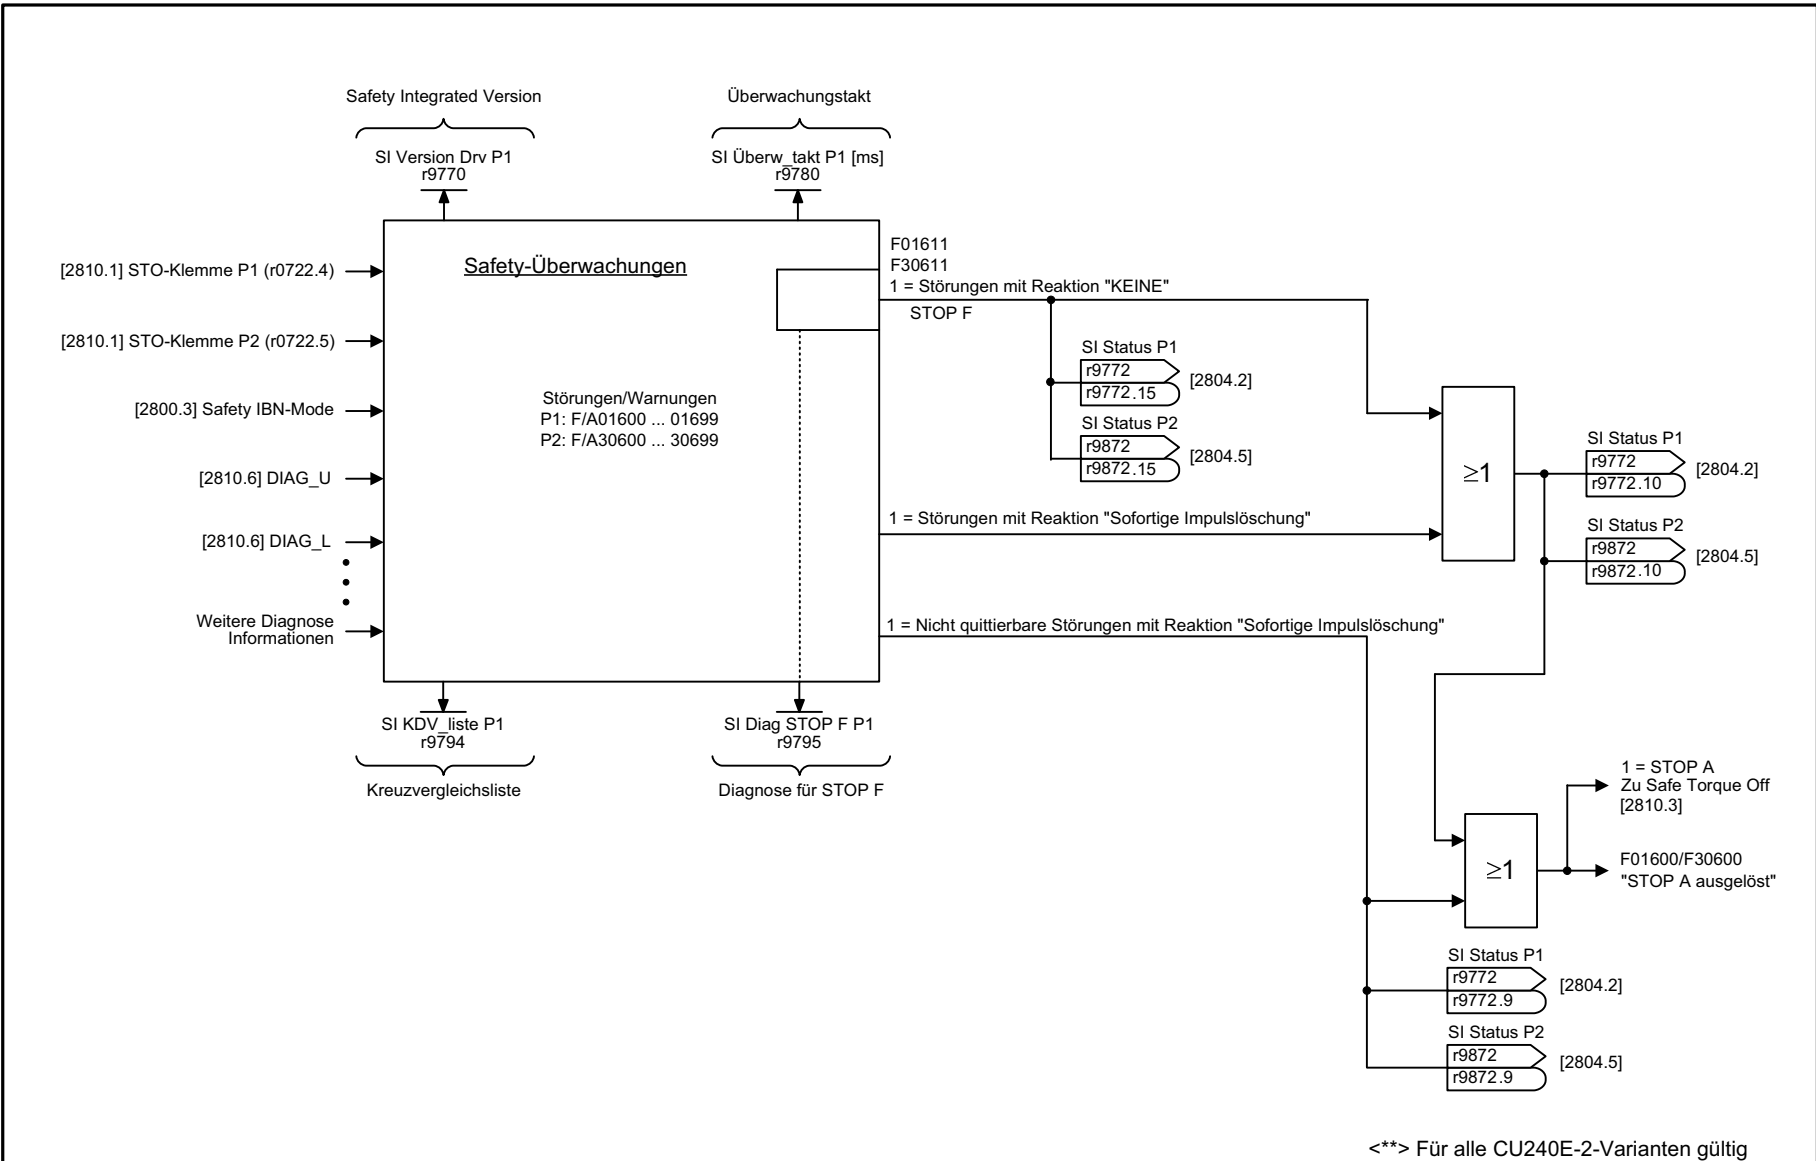 Safety Integrated Version
SI Version Drv P1
r9770
Überwachungstakt
SI Überw_takt P1 [ms]
r9780
[2810.1] STO-Klemme P1 (r0722.4)
[2810.1] STO-Klemme P2 (r0722.5)
[2800.3] Safety IBN-Mode
[2810.6] DIAG_U
[2810.6] DIAG_L
Weitere Diagnose
Informationen
Safety-Überwachungen
Störungen/Warnungen
P1: F/A01600 ... 01699
P2: F/A30600 ... 30699
SI KDV_liste P1
r9794
Kreuzvergleichsliste
SI Diag STOP F P1
r9795
Diagnose für STOP F
F01611
F30611
1 = Störungen mit Reaktion "KEINE"
STOP F
SI Status P1
r9772
r9772.15
[2804.2]
SI Status P2
r9872
r9872.15
[2804.5]
1 = Störungen mit Reaktion "Sofortige Impulslöschung"
≥1
SI Status P1
r9772
r9772.10
[2804.2]
SI Status P2
r9872
r9872.10
[2804.5]
1 = Nicht quittierbare Störungen mit Reaktion "Sofortige Impulslöschung"
≥1
1 = STOP A
Zu Safe Torque Off
[2810.3]
F01600/F30600
"STOP A ausgelöst"
SI Status P1
r9772
r9772.9
[2804.2]
SI Status P2
r9872
r9872.9
[2804.5]
<**> Für alle CU240E-2-Varianten gültig